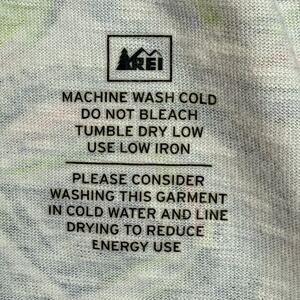 REI
MACHINE WASH COLD
DO NOT BLEACH
TUMBLE DRY LOW
USE LOW IRON
PLEASE CONSIDER
WASHING THIS GARMENT
IN COLD WATER AND LINE
DRYING TO REDUCE
ENERGY USE